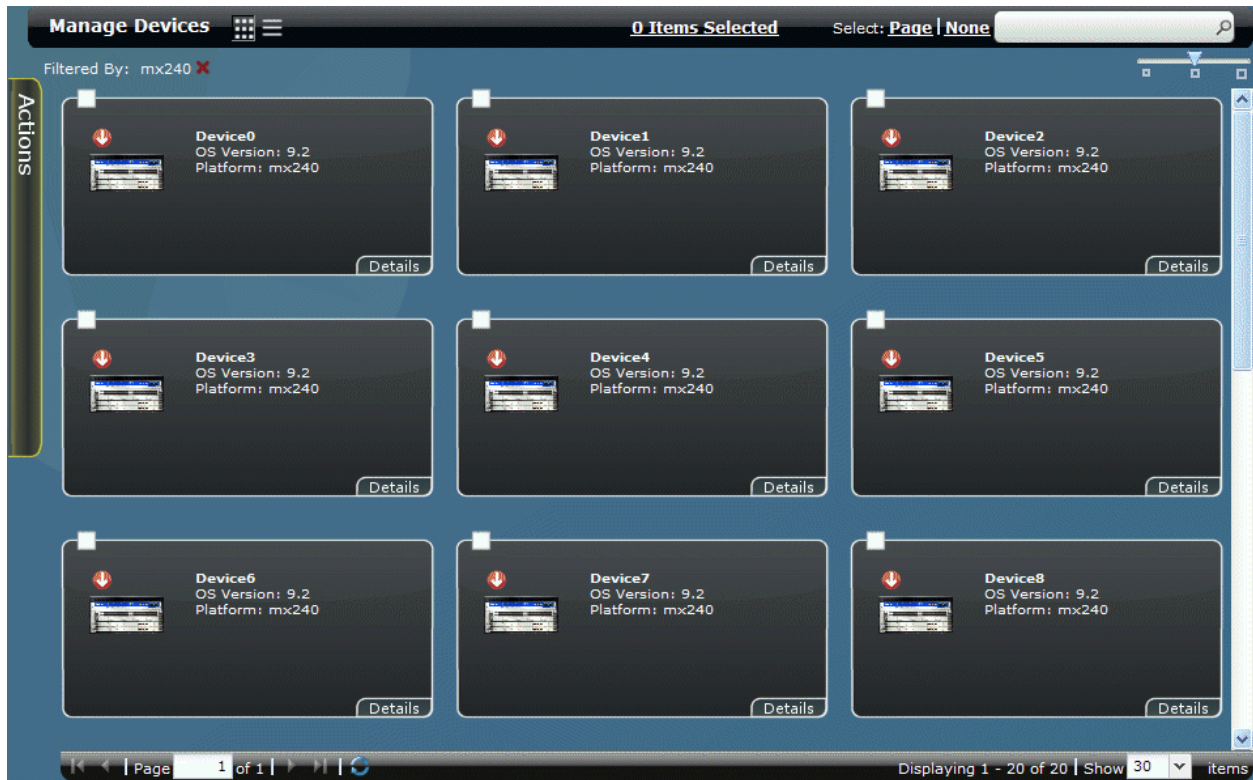 Manage Devices
0 Items Selected
Select: Page | None
Filtered By: mx240
Actions
Device0
OS Version: 9.2
Platform: mx240
Details
Device1
OS Version: 9.2
Platform: mx240
Details
Device2
OS Version: 9.2
Platform: mx240
Details
Device3
OS Version: 9.2
Platform: mx240
Details
Device4
OS Version: 9.2
Platform: mx240
Details
Device5
OS Version: 9.2
Platform: mx240
Details
Device6
OS Version: 9.2
Platform: mx240
Details
Device7
OS Version: 9.2
Platform: mx240
Details
Device8
OS Version: 9.2
Platform: mx240
Details
Page 1 of 1
Displaying 1 - 20 of 20 | Show 30 items